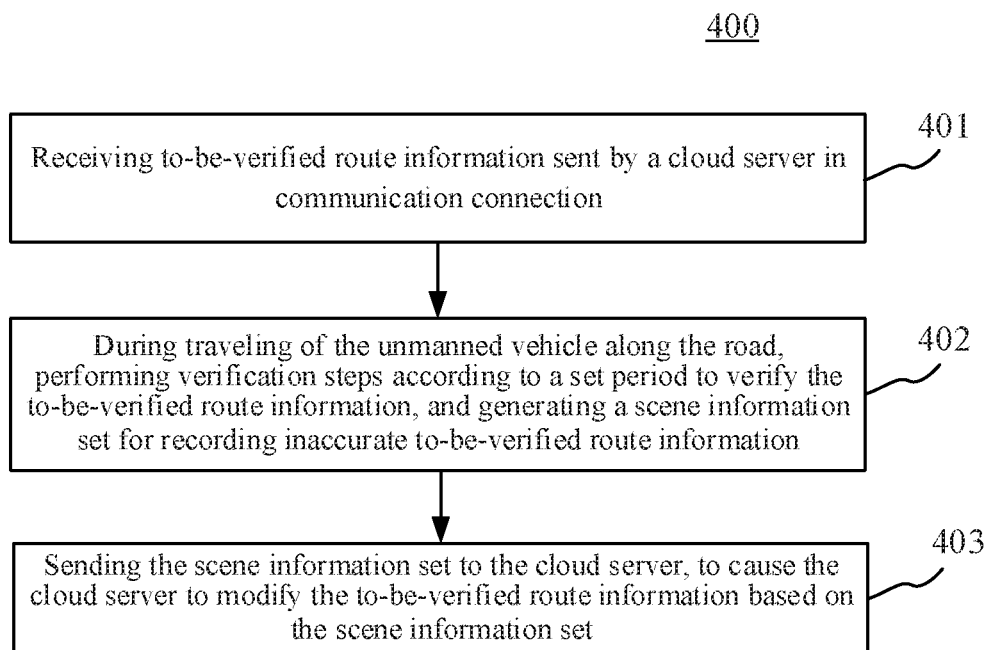 400
401
Receiving to-be-verified route information sent by a cloud server in
communication connection
402
During traveling of the unmanned vehicle along the road,
performing verification steps according to a set period to verify the
to-be-verified route information, and generating a scene information
set for recording inaccurate to-be-verified route information
403
Sending the scene information set to the cloud server, to cause the
cloud server to modify the to-be-verified route information based on
the scene information set